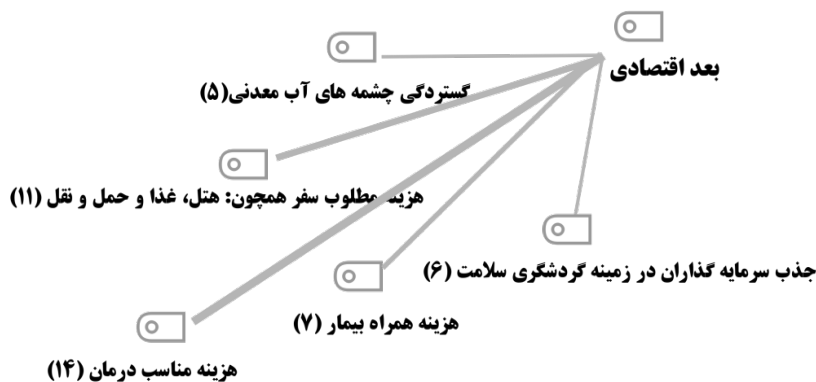 بعد اقتصادی
گستردگی چشمه های آب معدنی(۵)
هزینه مطلوب سفر همچون: هتل، غذا و حمل و نقل (۱۱)
جذب سرمایه گذاران در زمینه گردشگری سلامت (۶)
هزینه همراه بیمار (۷)
هزینه مناسب درمان (۱۴)